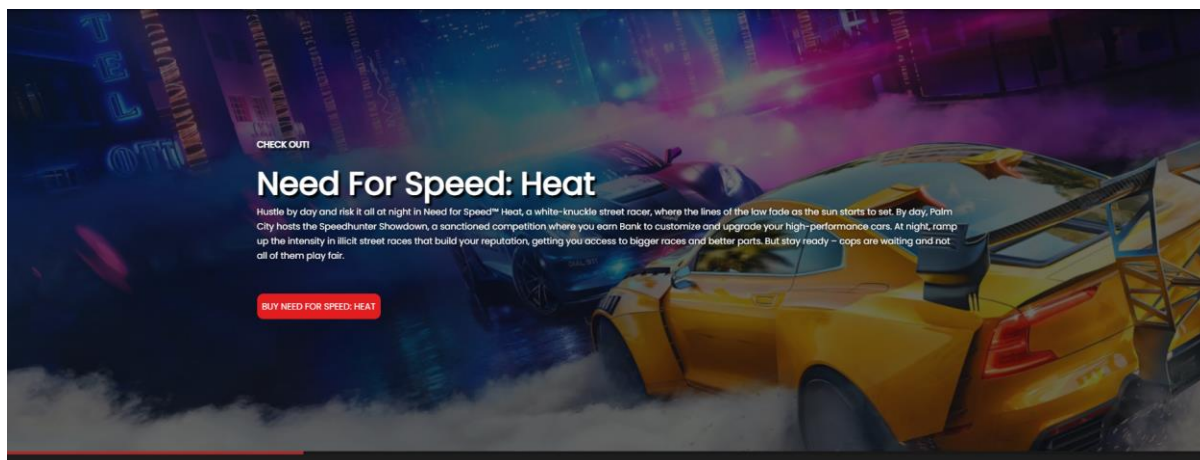 TEL
CHECK OUT!
Need For Speed: Heat
Hustle by day and risk it all at night in Need for Speed™ Heat, a white-knuckle street racer, where the lines of the law fade as the sun starts to set. By day, Palm
City hosts the Speedhunter Showdown, a sanctioned competition where you earn Bank to customize and upgrade your high-performance cars. At night, ramp
up the intensity in illicit street races that build your reputation, getting you access to bigger races and better parts. But stay ready – cops are waiting and not
all of them play fair.
BUY NEED FOR SPEED: HEAT